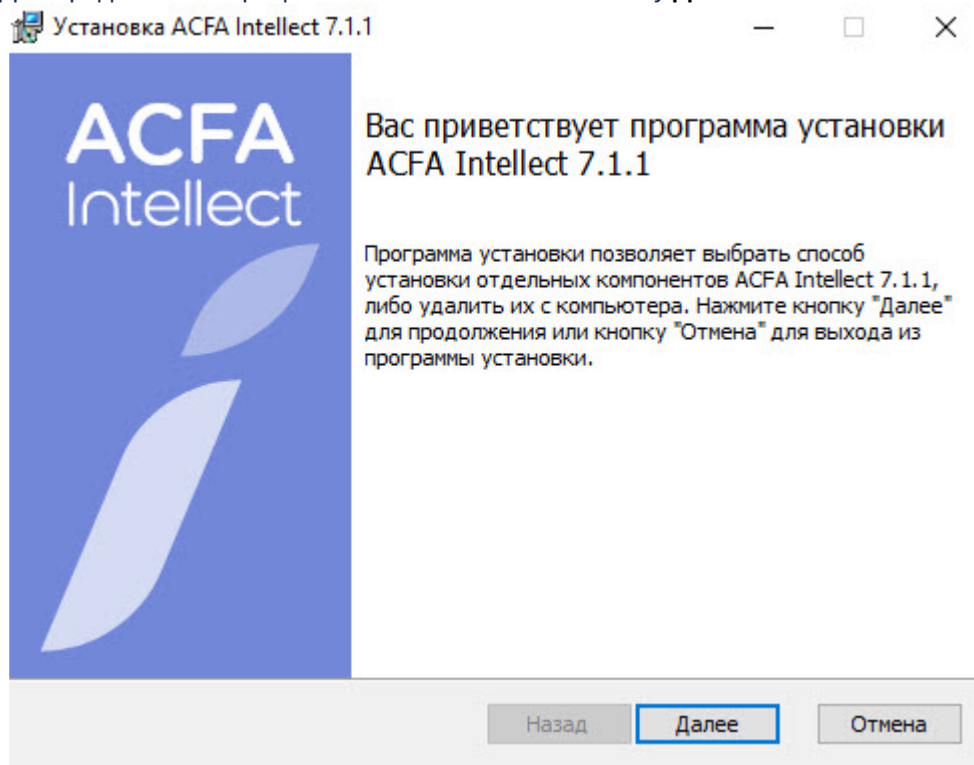 Установка ACFA Intellect 7.1.1
ACFA
Intellect
Вас приветствует программа установки
ACFA Intellect 7.1.1
Программа установки позволяет выбрать способ
установки отдельных компонентов ACFA Intellect 7.1.1,
либо удалить их с компьютера. Нажмите кнопку "Далее"
для продолжения или кнопку "Отмена" для выхода из
программы установки.
Назад
Далее
Отмена